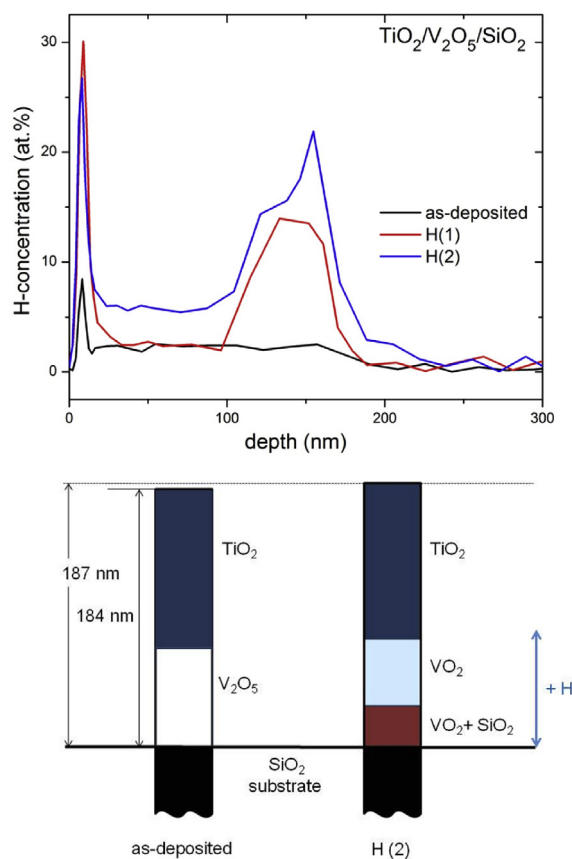 TiO₂/V₂O₅/SiO₂
H-concentration (at.%)
30
20
10
0
as-deposited
H(1)
H(2)
0 100 200 300
depth (nm)
187 nm
184 nm
TiO₂
V₂O₅
TiO₂
VO₂
VO₂+ SiO₂
+ H
SiO₂
substrate
as-deposited
H (2)